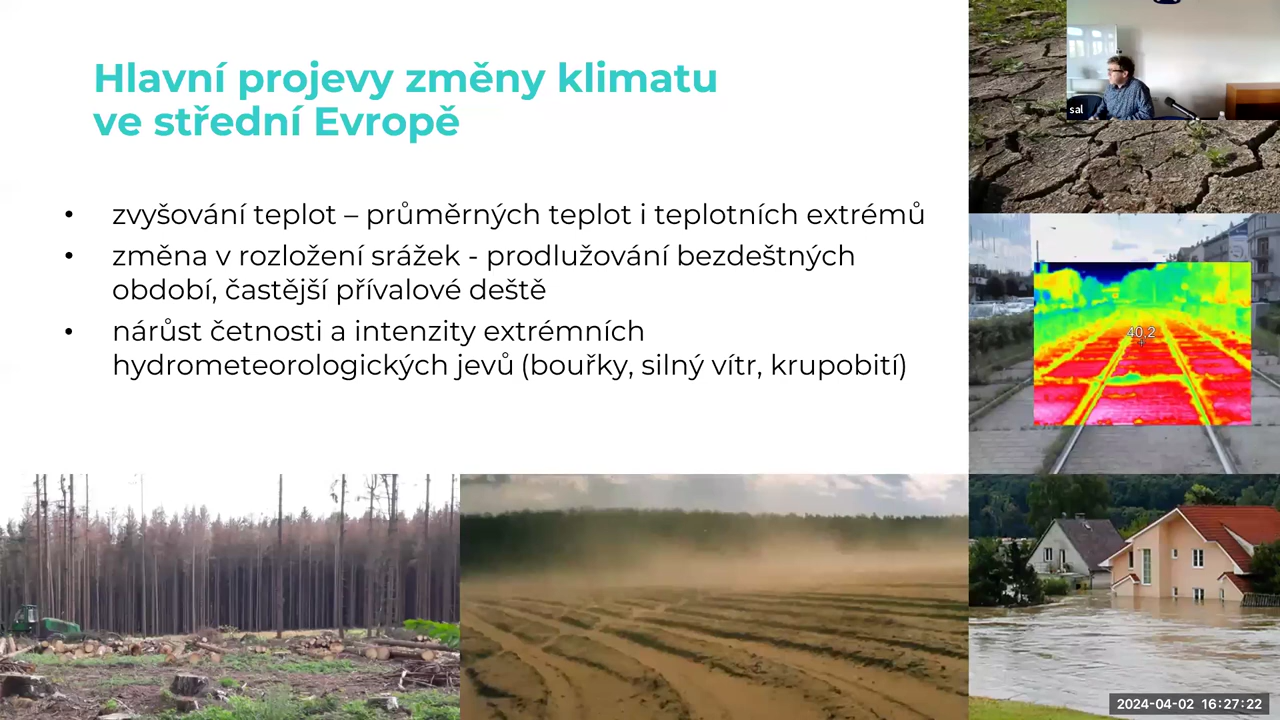 Hlavní projevy změny klimatu
ve střední Evropě
• zvyšování teplot – průměrných teplot i teplotních extrémů
• změna v rozložení srážek - prodlužování bezdeštných
období, častější přívalové deště
• nárůst četnosti a intenzity extrémních
hydrometeorologických jevů (bouřky, silný vítr, krupobití)
sal
40,2
2024-04-02 16:27:22